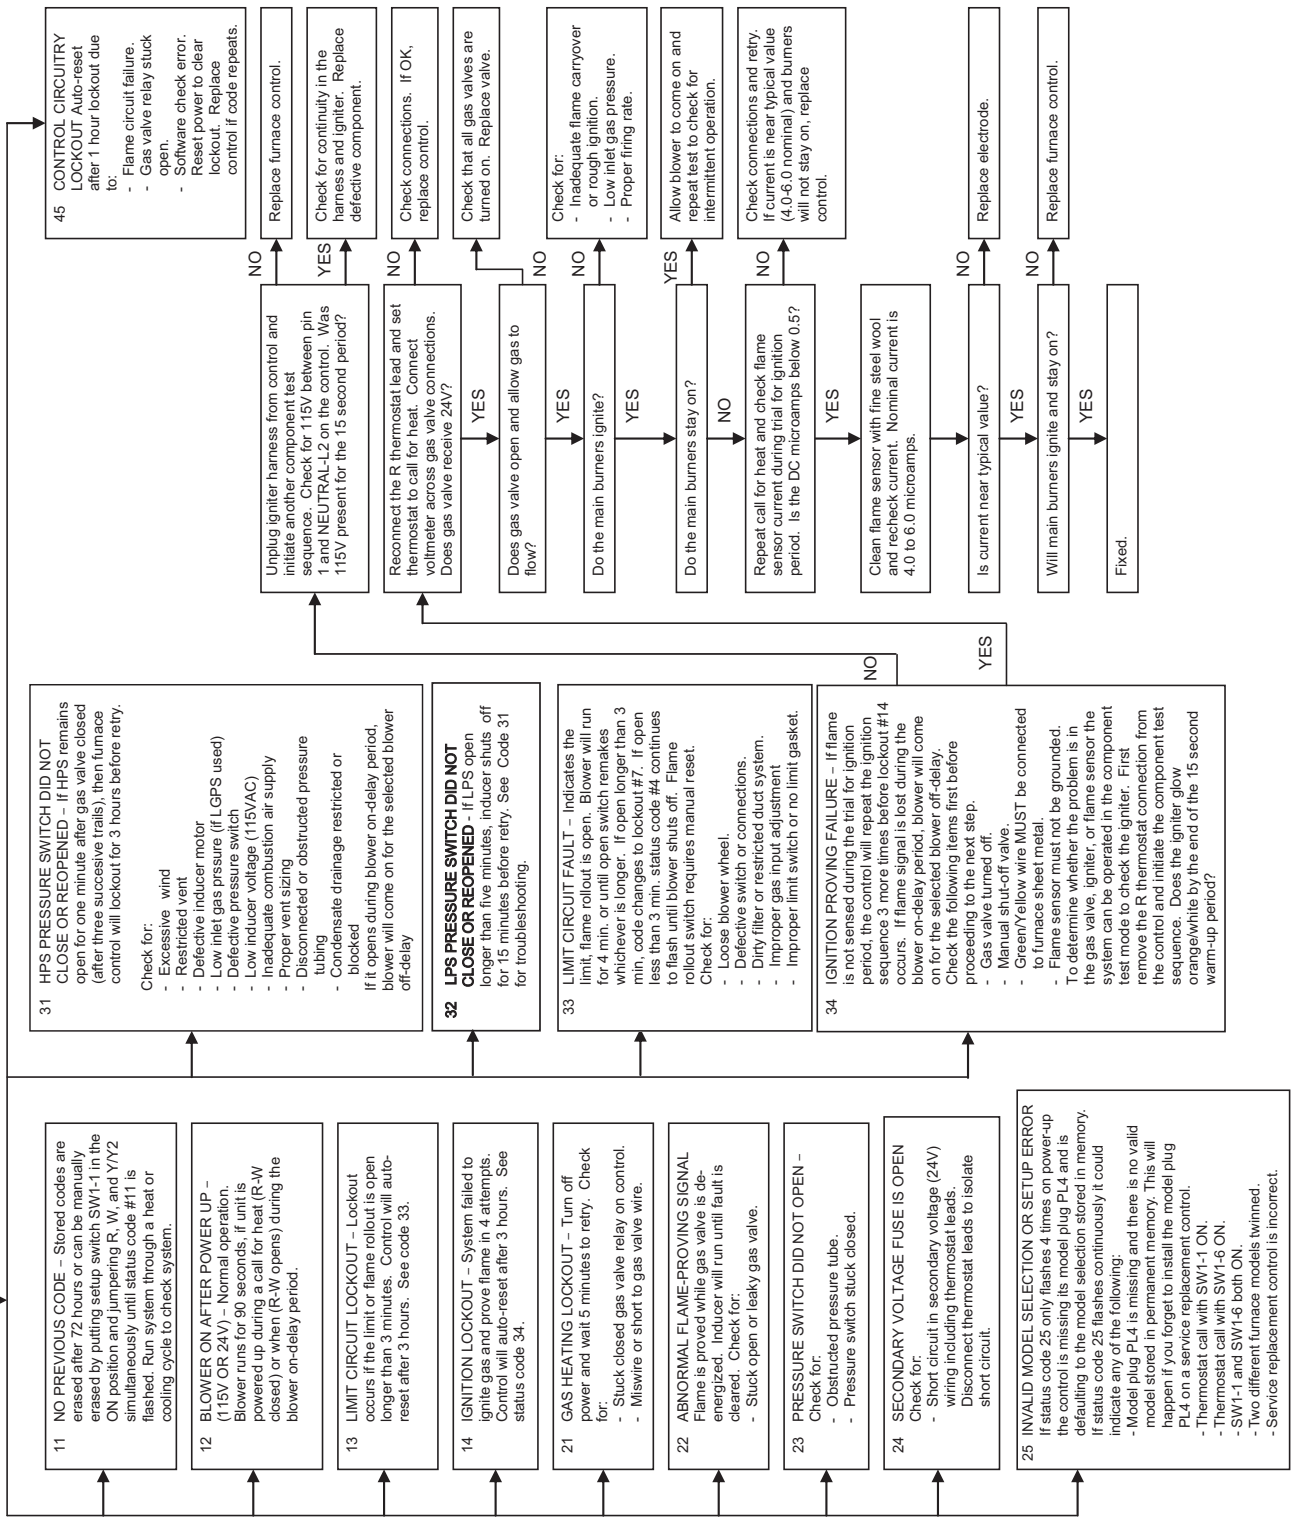 11 NO PREVIOUS CODE – Stored codes are
erased after 72 hours or can be manually
erased by putting setup switch SW1-1 in the
ON position and jumpering R, W, and Y/Y2
simultaneously until status code #11 is
flashed. Run system through a heat or
cooling cycle to check system.
12 BLOWER ON AFTER POWER UP –
(115V OR 24V) – Normal operation.
Blower runs for 90 seconds, if unit is
powered up during a call for heat (R-W
closed) or when (R-W opens) during the
blower on-delay period.
13 LIMIT CIRCUIT LOCKOUT – Lockout
occurs if the limit or flame rollout is open
longer than 3 minutes. Control will auto-
reset after 3 hours. See code 33.
14 IGNITION LOCKOUT – System failed to
ignite gas and prove flame in 4 attempts.
Control will auto-reset after 3 hours. See
status code 34.
21 GAS HEATING LOCKOUT – Turn off
power and wait 5 minutes to retry. Check
for:
- Stuck closed gas valve relay on control.
- Miswire or short to gas valve wire.
22 ABNORMAL FLAME-PROVING SIGNAL
Flame is proved while gas valve is de-
energized. Inducer will run until fault is
cleared. Check for:
- Stuck open or leaky gas valve.
23 PRESSURE SWITCH DID NOT OPEN –
Check for:
- Obstucted pressure tube.
- Pressure switch stuck closed.
24 SECONDARY VOLTAGE FUSE IS OPEN
Check for:
- Short circuit in secondary voltage (24V)
wiring including thermostat leads.
Disconnect thermostat leads to isolate
short circuit.
25 INVALID MODEL SELECTION OR SETUP ERROR
If status code 25 only flashes 4 times on power-up
the control is missing its model plug PL4 and is
defaulting to the model selection stored in memory.
If status code 25 flashes continuously it could
indicate any of the following:
- Model plug PL4 is missing and there is no valid
model stored in permanent memory. This will
happen if you forget to install the model plug
PL4 on a service replacement control.
- Thermostat call with SW1-1 ON.
- Thermostat call with SW1-6 ON.
- SW1-1 and SW1-6 both ON.
- Two different furnace models twinned.
- Service replacement control is incorrect.
31 HPS PRESSURE SWITCH DID NOT
CLOSE OR REOPENED – If HPS remains
open for one minute after gas valve closed
(after three succesive trails), then furnace
control will lockout for 3 hours before retry.
Check for:
- Excessive wind
- Restricted vent
- Defective inducer motor
- Low inlet gas prssure (if LGPS used)
- Defective pressure switch
- Low inducer voltage (115VAC)
- Inadequate combustion air supply
- Proper vent sizing
- Disconnected or obstructed pressure
tubing
- Condensate drainage restricted or
blocked
If it opens during blower on-delay period,
blower will come on for the selected blower
off-delay
32 LPS PRESSURE SWITCH DID NOT
CLOSE OR REOPENED - If LPS open
longer than five minutes, inducer shuts off
for 15 minutes before retry. See Code 31
for troubleshooting.
33 LIMIT CIRCUIT FAULT – Indicates the
limit, flame rollout is open. Blower will run
for 4 min. or until open switch remakes
whichever is longer. If open longer than 3
min, code changes to lockout #7. If open
less than 3 min. status code #4 continues
to flash until blower shuts off. Flame
rollout switch requires manual reset.
Check for:
- Loose blower wheel.
- Defective switch or connections.
- Dirty filter or restricted duct system.
- Improper gas input adjustment
- Improper limit switch or no limit gasket.
34 IGNITION PROVING FAILURE – If flame
is not sensed during the trial for ignition
period, the control will repeat the ignition
sequence 3 more times before lockout #14
occurs. If flame signal is lost during the
blower on-delay period, blower will come
on for the selected blower off-delay.
Check the following items first before
proceeding to the next step.
- Gas valve turned off.
- Manual shut-off valve.
- Green/Yellow wire MUST be connected
to furnace sheet metal.
- Flame sensor must not be grounded.
- To determine whether the problem is in
the gas valve, igniter, or flame sensor the
system can be operated in the component
test mode to check the igniter. First
remove the R thermostat connection from
the control and initiate the component test
sequence. Does the igniter glow
orange/white by the end of the 15 second
warm-up period?
NO
YES
45 CONTROL CIRCUITRY
LOCKOUT Auto-reset
after 1 hour lockout due
to:
- Flame circuit failure.
- Gas valve relay stuck
open.
- Software check error.
Reset power to clear
lockout. Replace
control if code repeats.
Unplug igniter harness from control and
initiate another component test
sequence. Check for 115V between pin
1 and NEUTRAL-L2 on the control. Was
115V present for the 15 second period?
NO
Replace furnace control.
YES
Check for continuity in the
harness and igniter. Replace
defective component.
Reconnect the R thermostat lead and set
thermostat to call for heat. Connect
voltmeter across gas valve connections.
Does gas valve receive 24V?
NO
Check connections. If OK,
replace control.
YES
Does gas valve open and allow gas to
flow?
NO
Check that all gas valves are
turned on. Replace valve.
YES
Do the main burners ignite?
NO
Check for:
- Inadequate flame carryover
or rough ignition.
- Low inlet gas pressure.
- Proper firing rate.
YES
Do the main burners stay on?
YES
Allow blower to come on and
repeat test to check for
intermittent operation.
NO
Repeat call for heat and check flame
sensor current during trial for ignition
period. Is the DC microamps below 0.5?
NO
Check connections and retry.
If current is near typical value
(4.0-6.0 nominal) and burners
will not stay on, replace
control.
YES
Clean flame sensor with fine steel wool
and recheck current. Nominal current is
4.0 to 6.0 microamps.
Is current near typical value?
NO
Replace electrode.
YES
Will main burners ignite and stay on?
NO
Replace furnace control.
YES
Fixed.